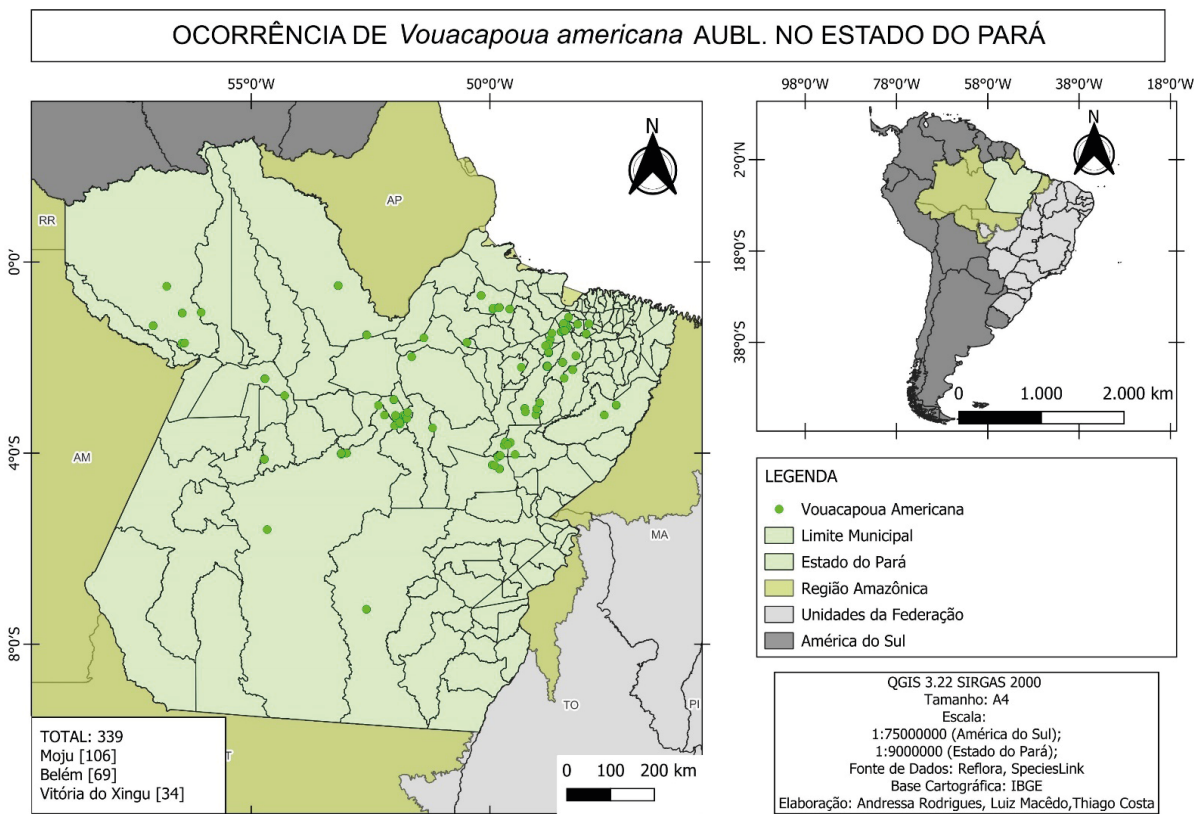 OCORRÊNCIA DE Vouacapoua americana AUBL. NO ESTADO DO PARÁ
55°0'W 50°0'W
N
RR
AP
0°0'
AM
4°0'S
MA
8°0'S
TO
PI
T
TOTAL: 339
Moju [106]
Belém [69]
Vitória do Xingu [34]
0 100 200 km
98°0'W 78°0'W 58°0'W 38°0'W 18°0'W
N
2°0'N
18°0'S
38°0'S
0 1.000 2.000 km
LEGENDA
Vouacapoua Americana
Limite Municipal
Estado do Pará
Região Amazônica
Unidades da Federação
América do Sul
QGIS 3.22 SIRGAS 2000
Tamanho: A4
Escala:
1:75000000 (América do Sul);
1:9000000 (Estado do Pará);
Fonte de Dados: Reflora, SpeciesLink
Base Cartográfica: IBGE
Elaboração: Andressa Rodrigues, Luiz Macêdo,Thiago Costa